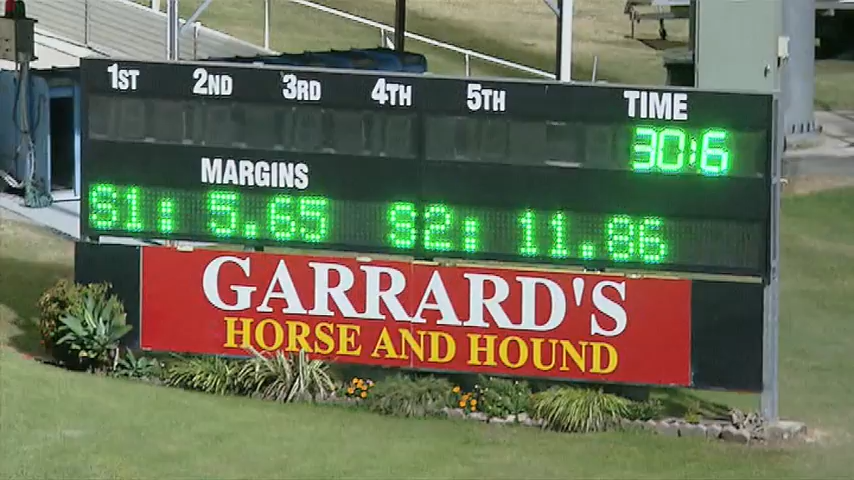 1ST 2ND 3RD 4TH 5TH TIME
30:6
MARGINS
S1: 5.65 S2: 11.86
GARRARD'S
HORSE AND HOUND